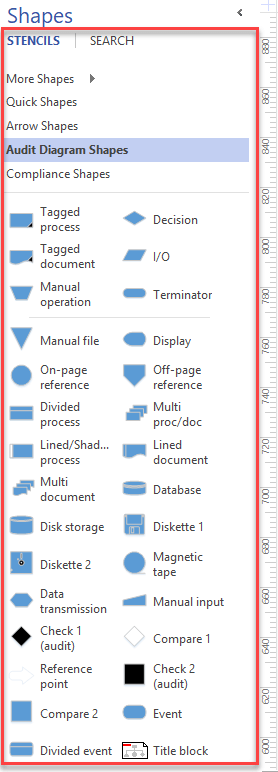 Shapes
STENCILS | SEARCH
More Shapes
Quick Shapes
Arrow Shapes
Audit Diagram Shapes
Compliance Shapes
Tagged process
Decision
Tagged document
I/O
Manual operation
Terminator
Manual file
Display
On-page reference
Off-page reference
Divided process
Multi proc/doc
Lined/Shad... process
Lined document
Multi document
Database
Disk storage
Diskette 1
Diskette 2
Magnetic tape
Data transmission
Manual input
Check 1 (audit)
Compare 1
Reference point
Check 2 (audit)
Compare 2
Event
Divided event
Title block
880
860
840
820
800
780
760
740
720
700
680
660
640
620
600